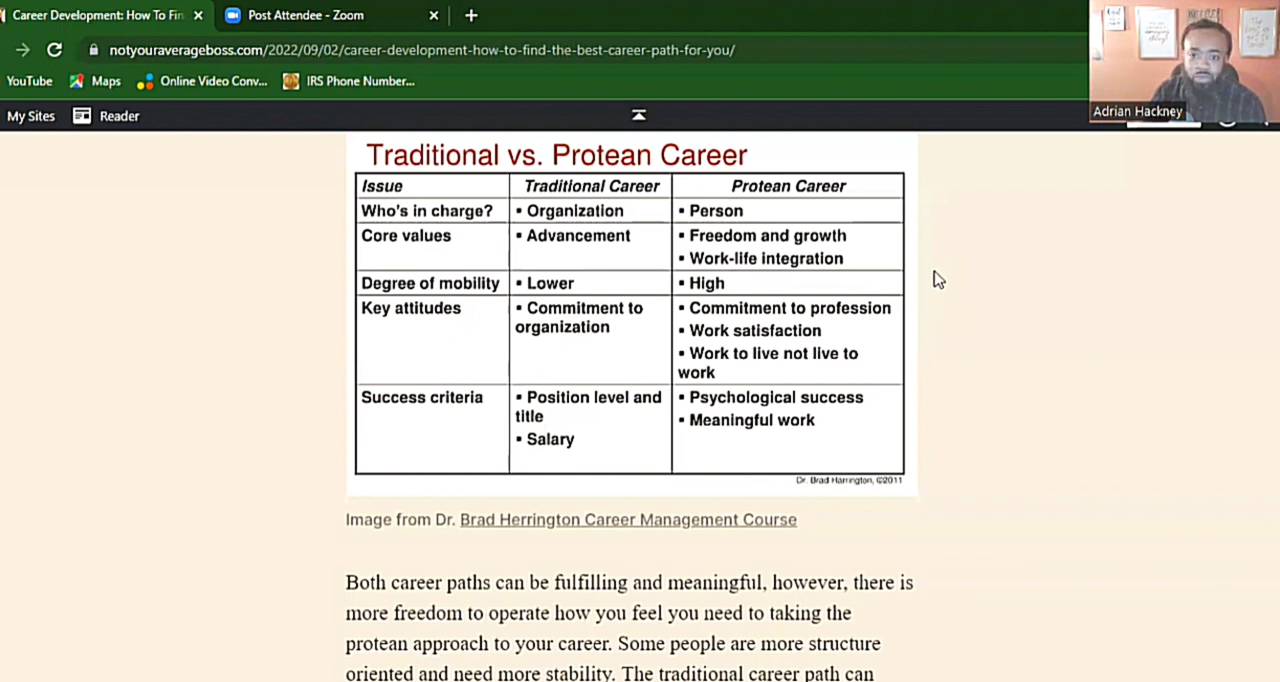 Career Development: How To Fin
Post Attendee - Zoom
notyouraverageboss.com/2022/09/02/career-development-how-to-find-the-best-career-path-for-you/
YouTube
Maps
Online Video Conv...
IRS Phone Number...
Adrian Hackney
My Sites
Reader
Traditional vs. Protean Career
Issue Traditional Career Protean Career
Who's in charge? ▪ Organization ▪ Person
Core values ▪ Advancement ▪ Freedom and growth
▪ Work-life integration
Degree of mobility ▪ Lower ▪ High
Key attitudes ▪ Commitment to ▪ Commitment to profession
organization ▪ Work satisfaction
▪ Work to live not live to
work
Success criteria ▪ Position level and ▪ Psychological success
title ▪ Meaningful work
▪ Salary
Dr. Brad Harrington, ©2011
Image from Dr. Brad Herrington Career Management Course
Both career paths can be fulfilling and meaningful, however, there is
more freedom to operate how you feel you need to taking the
protean approach to your career. Some people are more structure
oriented and need more stability. The traditional career path can